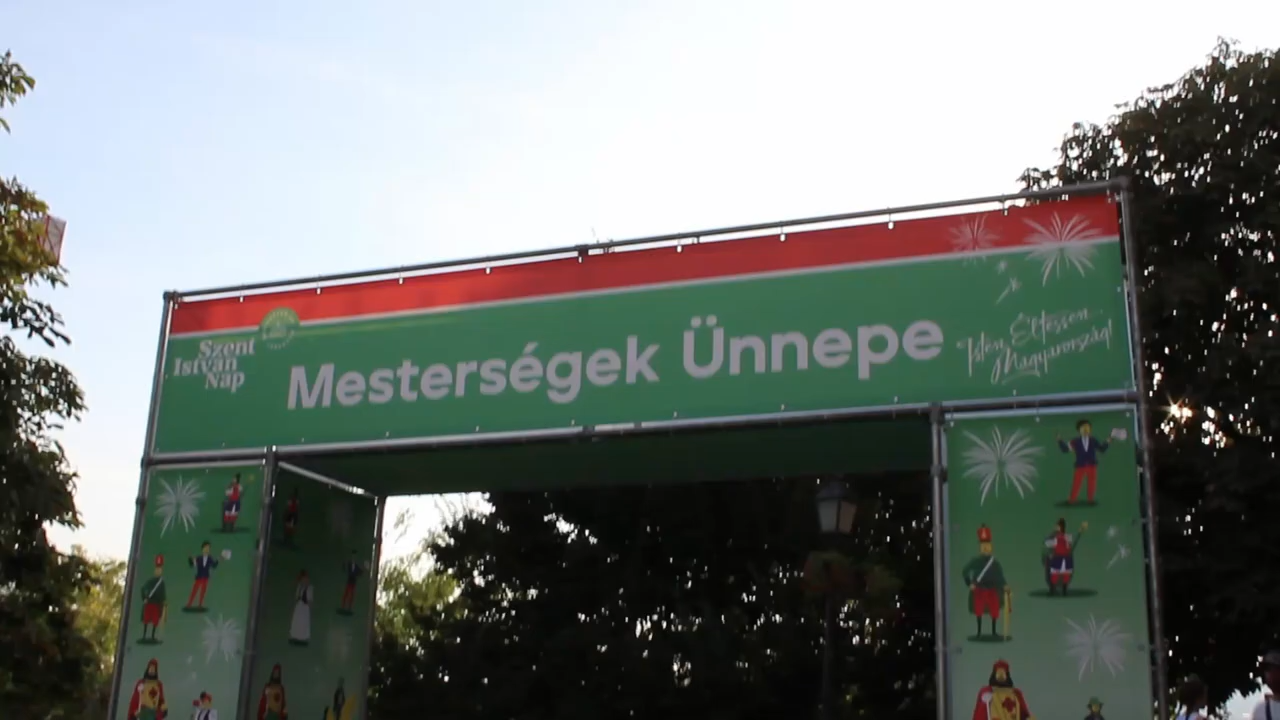 Szent
István
Nap
Mesterségek Ünnepe
Isten, Éltessen...
Magyarország!